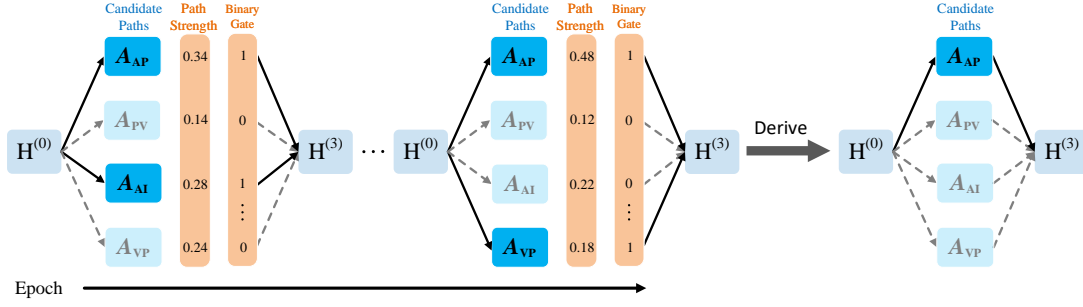 Candidate Paths
Path Strength
Binary Gate
Candidate Paths
Path Strength
Binary Gate
Candidate Paths
A_AP 0.34 1
A_PV 0.14 0
A_AI 0.28 1
⋮ ⋮
A_VP 0.24 0
H^(0)
H^(3)
...
H^(0)
A_AP 0.48 1
A_PV 0.12 0
A_AI 0.22 0
⋮ ⋮
A_VP 0.18 1
H^(3)
Derive
H^(0)
A_AP
A_PV
A_AI
A_VP
H^(3)
Epoch